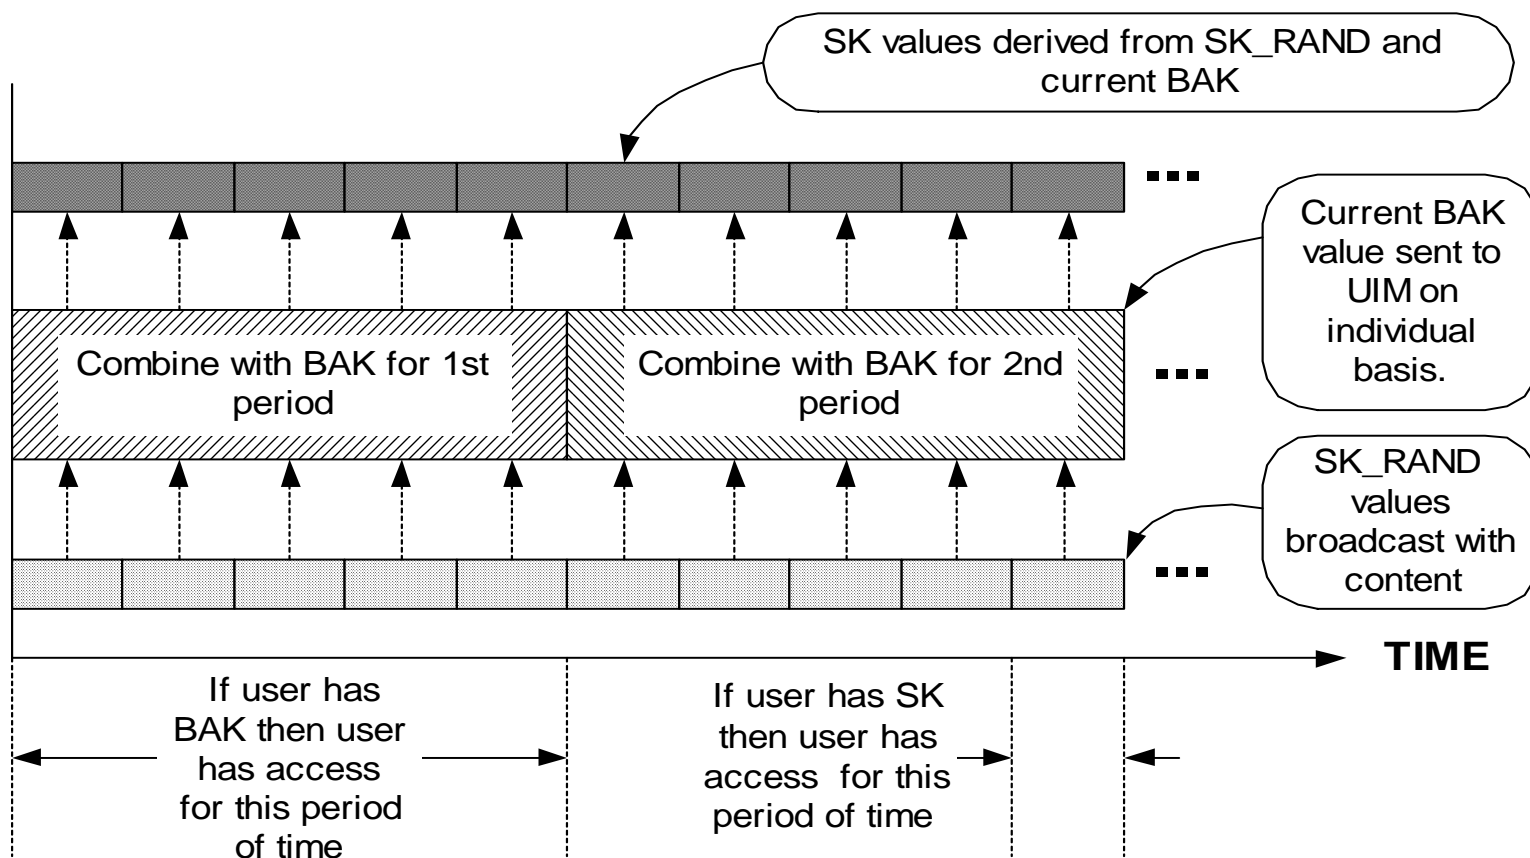 SK values derived from SK_RAND and
current BAK
Current BAK
value sent to
UIM on
individual
basis.
Combine with BAK for 1st
period
Combine with BAK for 2nd
period
SK_RAND
values
broadcast with
content
TIME
If user has
BAK then user
has access
for this period
of time
If user has SK
then user has
access for this
period of time